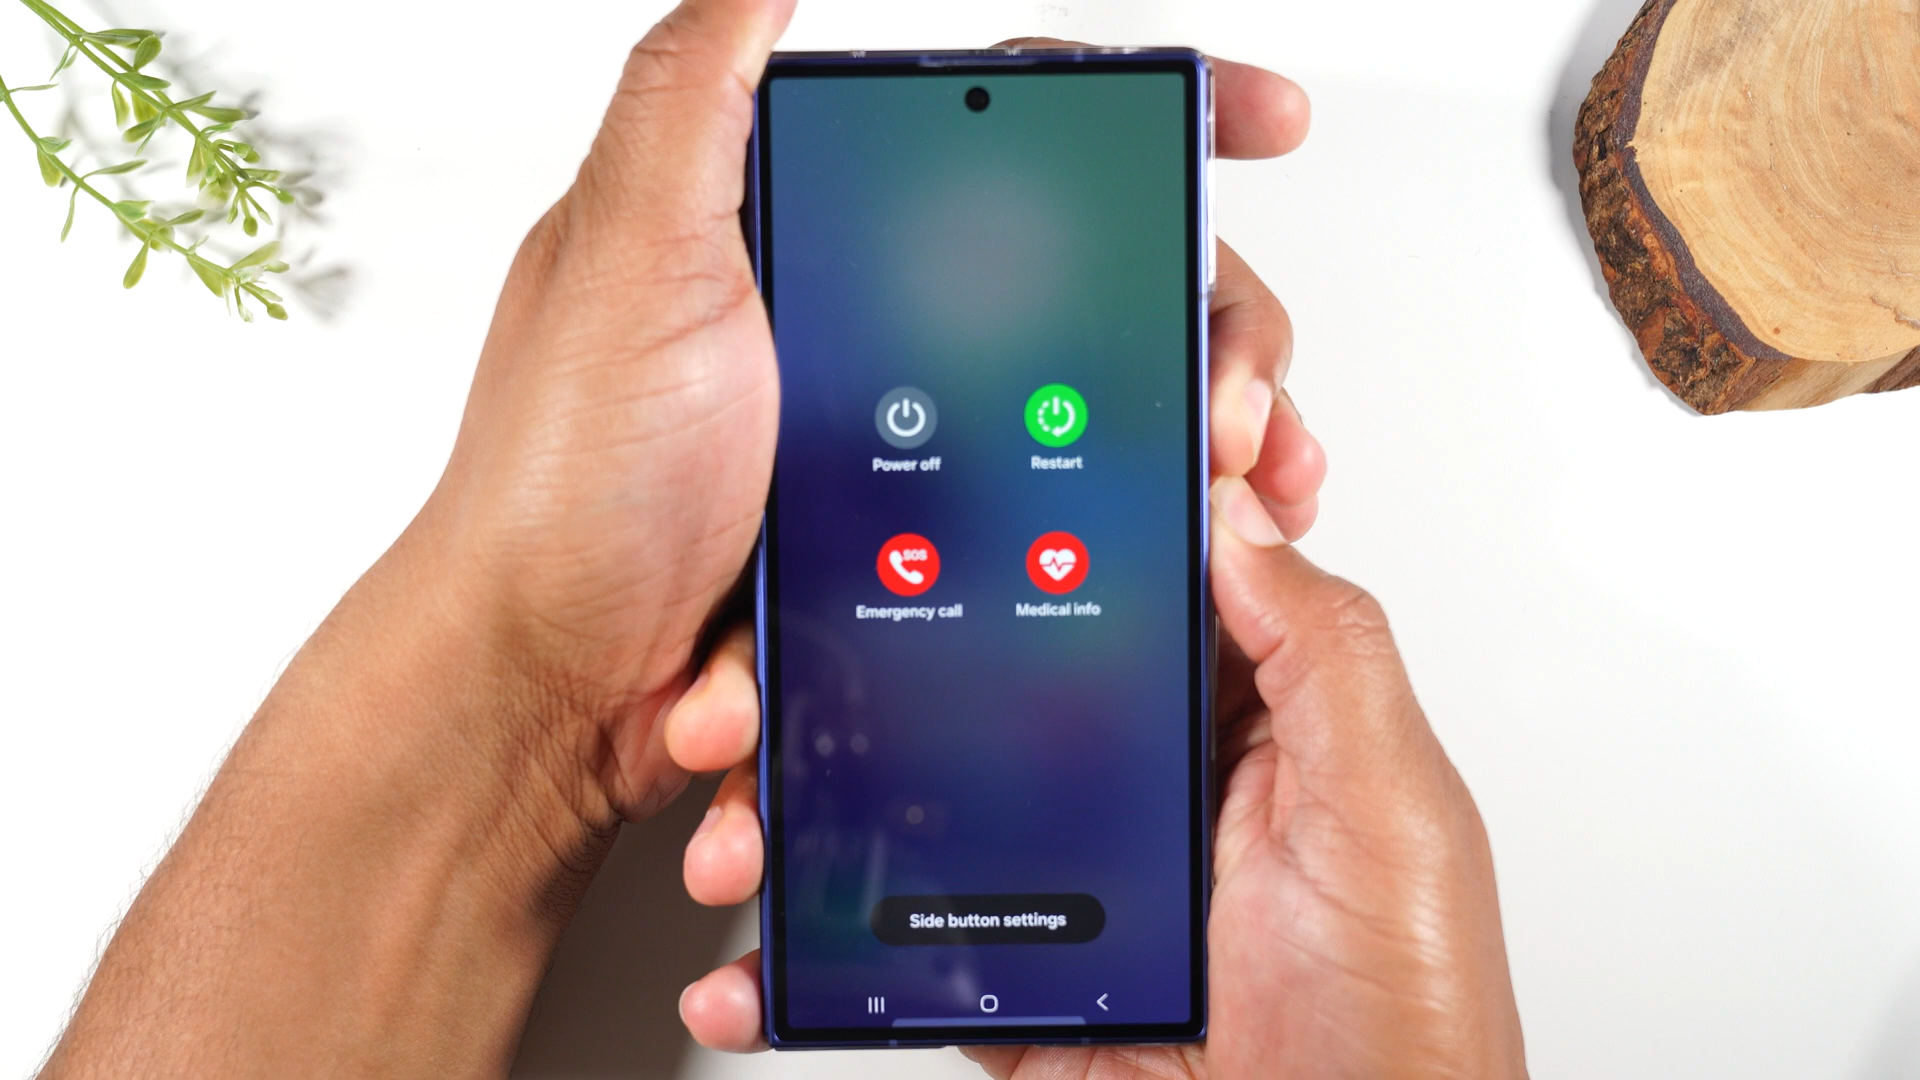 Power off
Restart
SOS
Emergency call
Medical info
Side button settings